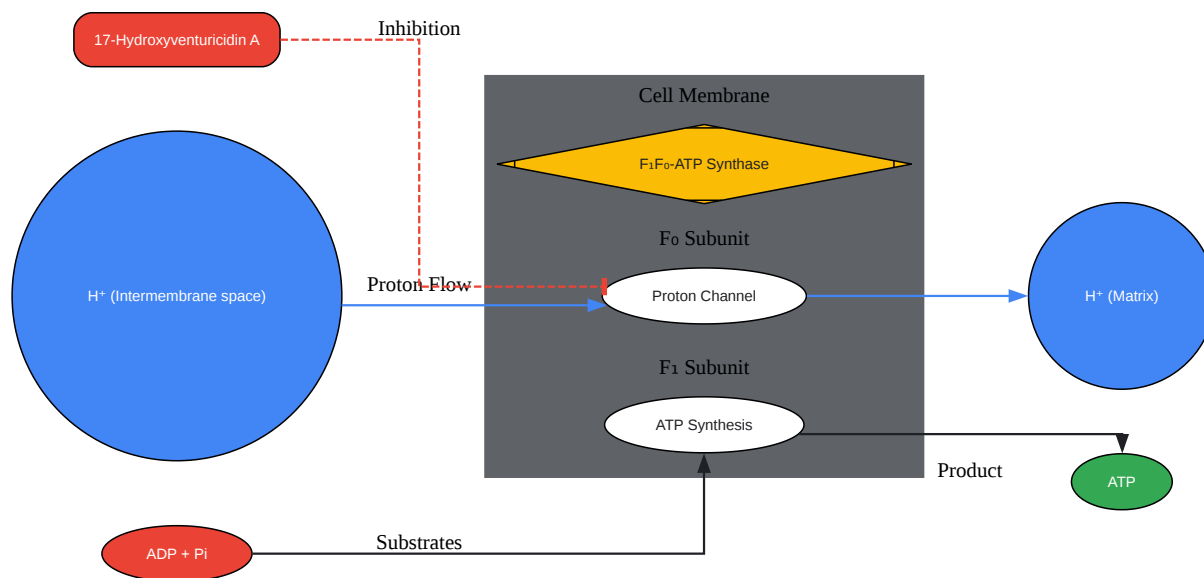 17-Hydroxyventuricidin A
Inhibition
Cell Membrane
F₁F₀-ATP Synthase
F₀ Subunit
Proton Flow
H⁺ (Intermembrane space)
Proton Channel
H⁺ (Matrix)
F₁ Subunit
ATP Synthesis
Product
ATP
Substrates
ADP + Pi